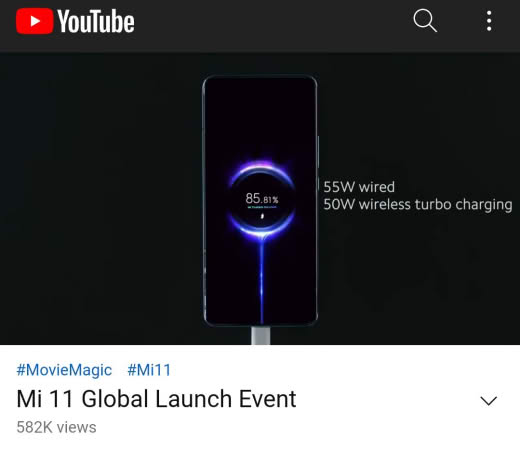 YouTube
85.81%
55W wired
50W wireless turbo charging
#MovieMagic #Mi11
Mi 11 Global Launch Event
582K views